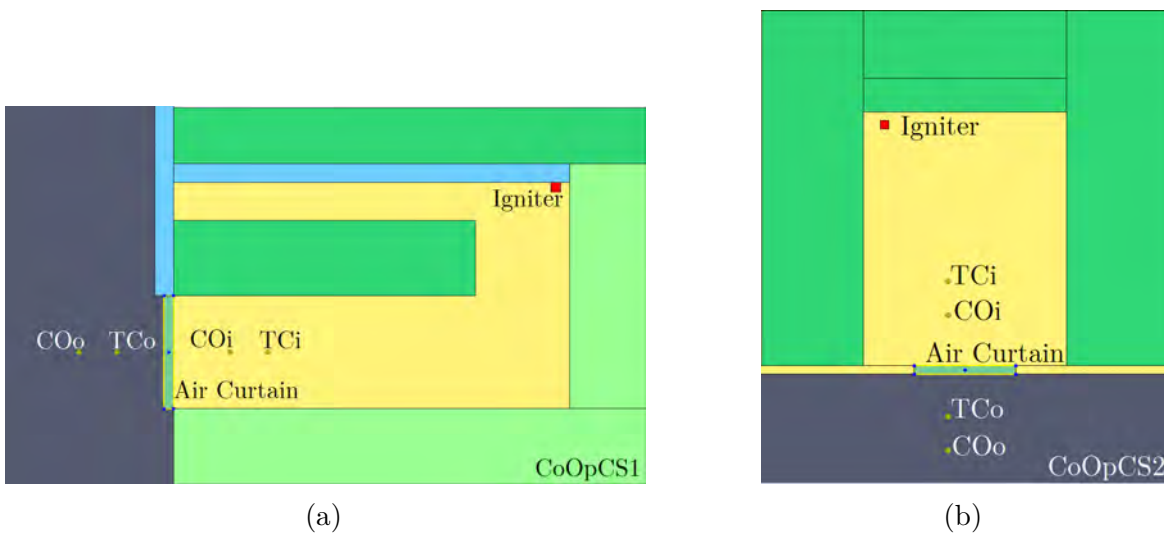 Igniter
COo TCo COi TCi
Air Curtain
CoOpCS1
(a)
Igniter
TCi
COi
Air Curtain
TCo
COo
CoOpCS2
(b)